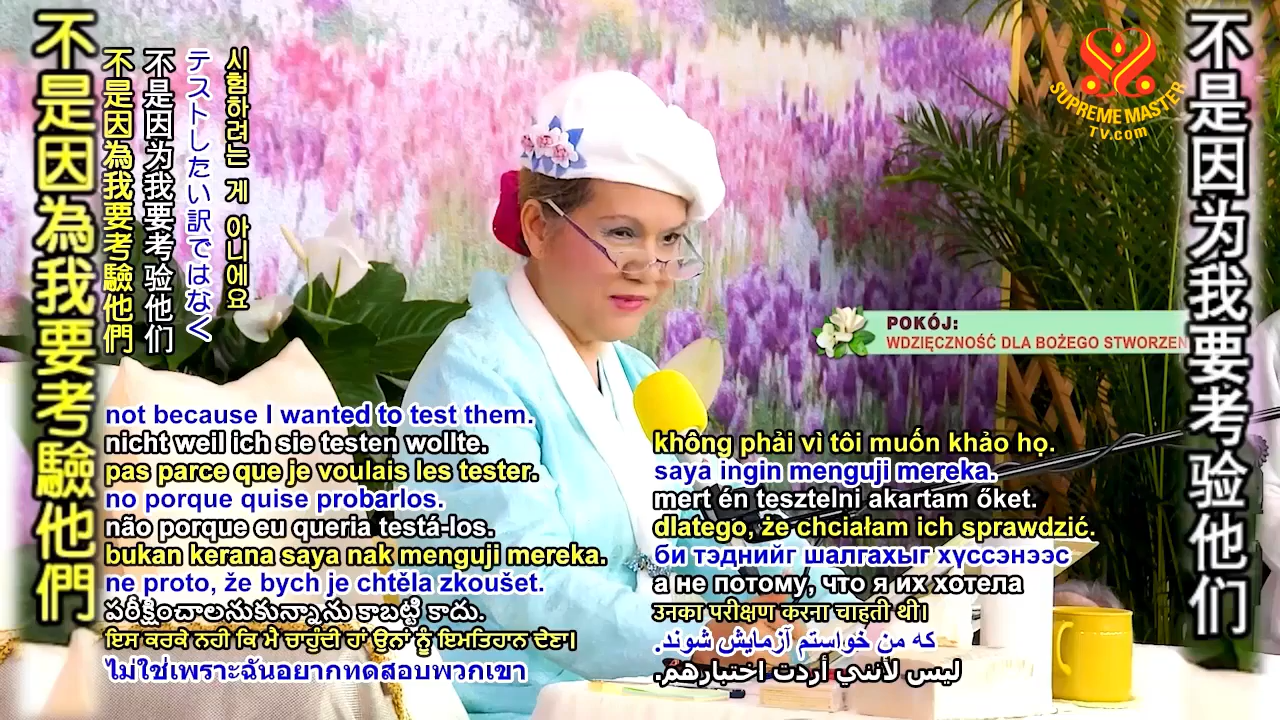 不是因為我要考驗他們
不是因為我要考驗他們
不是因为我要考验他们
テストしたい訳ではなく
시험하려는 게 아니에요
SUPREME MASTER
TV.com
不是因为我要考验他们
POKÓJ:
WDZIĘCZNOŚĆ DLA BOŻEGO STWORZEN
not because I wanted to test them.
nicht weil ich sie testen wollte.
pas parce que je voulais les tester.
no porque quise probarlos.
não porque eu queria testá-los.
bukan kerana saya nak menguji mereka.
ne proto, že bych je chtěla zkoušet.
పరీక్షించాలనుకున్నాను కాబట్టి కాదు.
ਇਸ ਕਰਕੇ ਨਹੀ ਕਿ ਮੈ ਚਾਹੁੰਦੀ ਹਾਂ ਉਨਾਂ ਨੂੰ ਇਮਤਿਹਾਨ ਦੇਣਾ।
ไม่ใช่เพราะฉันอยากทดสอบพวกเขา
không phải vì tôi muốn khảo họ.
saya ingin menguji mereka.
mert én tesztelni akartam őket.
dlatego, że chciałam ich sprawdzić.
би тэднийг шалгахыг хүссэнээс
а не потому, что я их хотела
उनका परीक्षण करना चाहती थी।
که من خواستم آزمایش شوند.
ليس لأنني أردت اختبارهم.